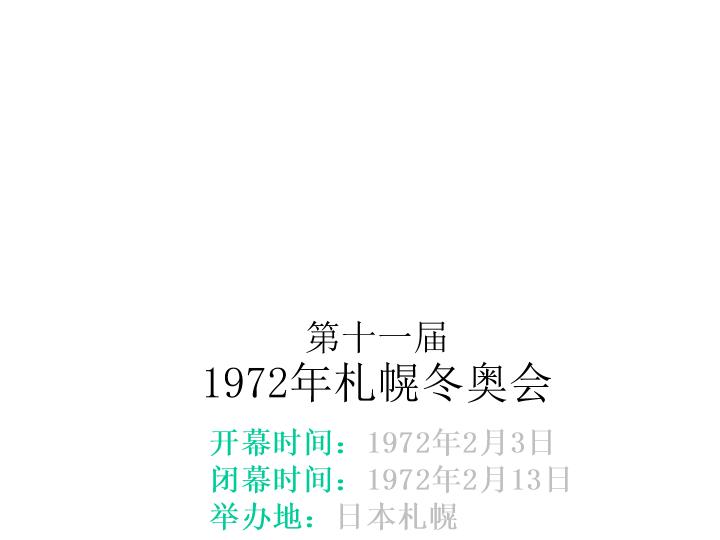 第十一届
1972年札幌冬奥会
开幕时间：1972年2月3日
闭幕时间：1972年2月13日
举办地：日本札幌